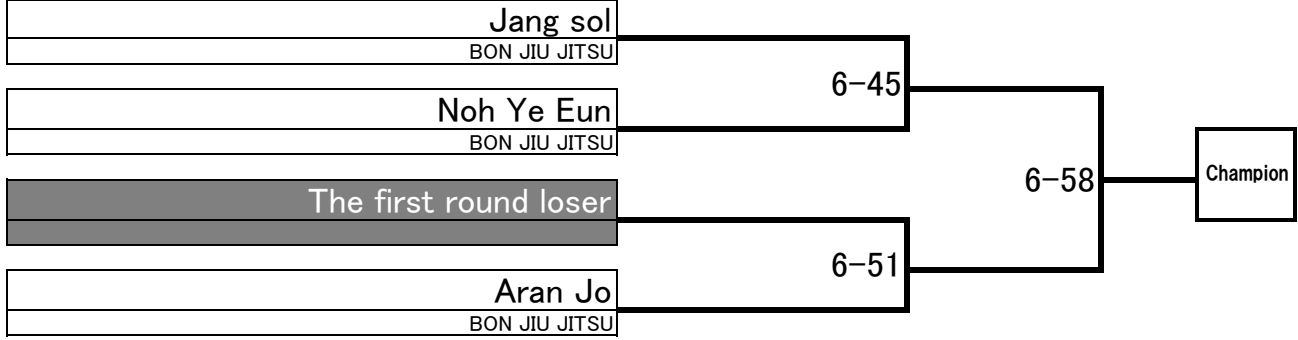 Jang sol
BON JIU JITSU
6-45
Noh Ye Eun
BON JIU JITSU
6-58
Champion
The first round loser
6-51
Aran Jo
BON JIU JITSU